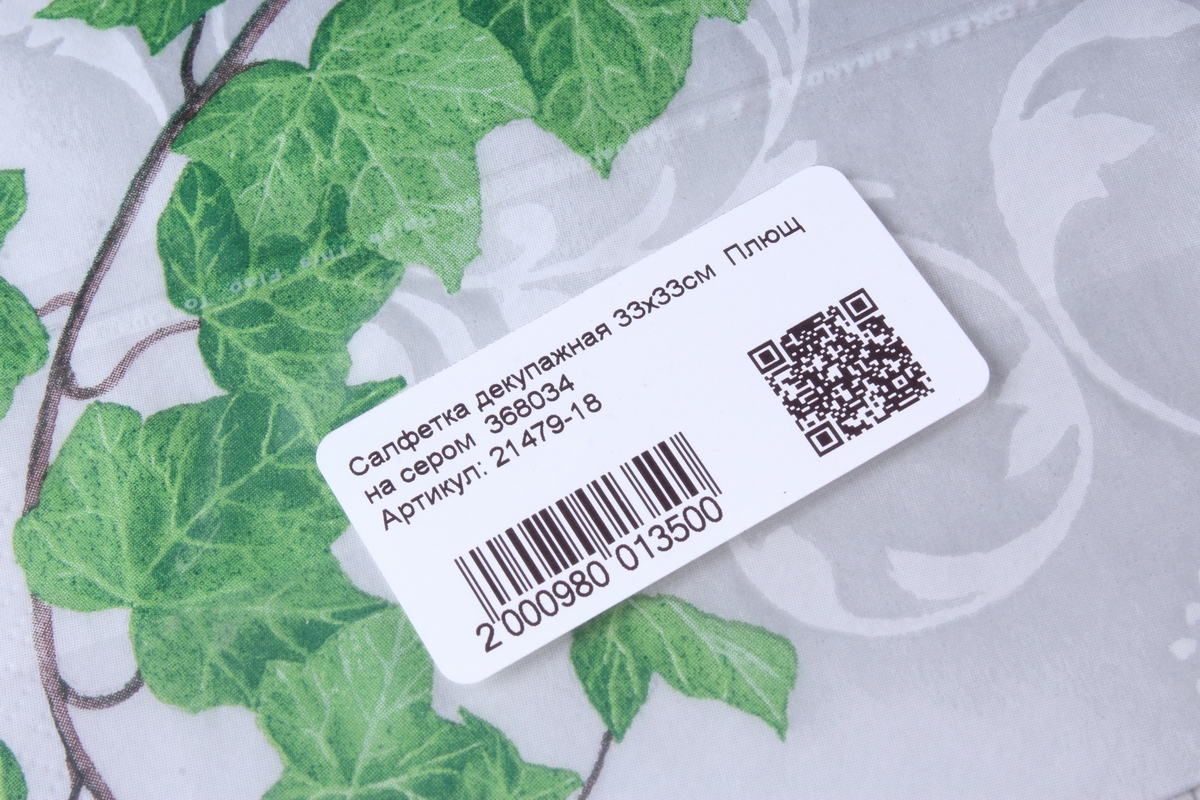 Салфетка декупажная 33х33см Плющ
на сером 368034
Артикул: 21479-18
2 000980 013500